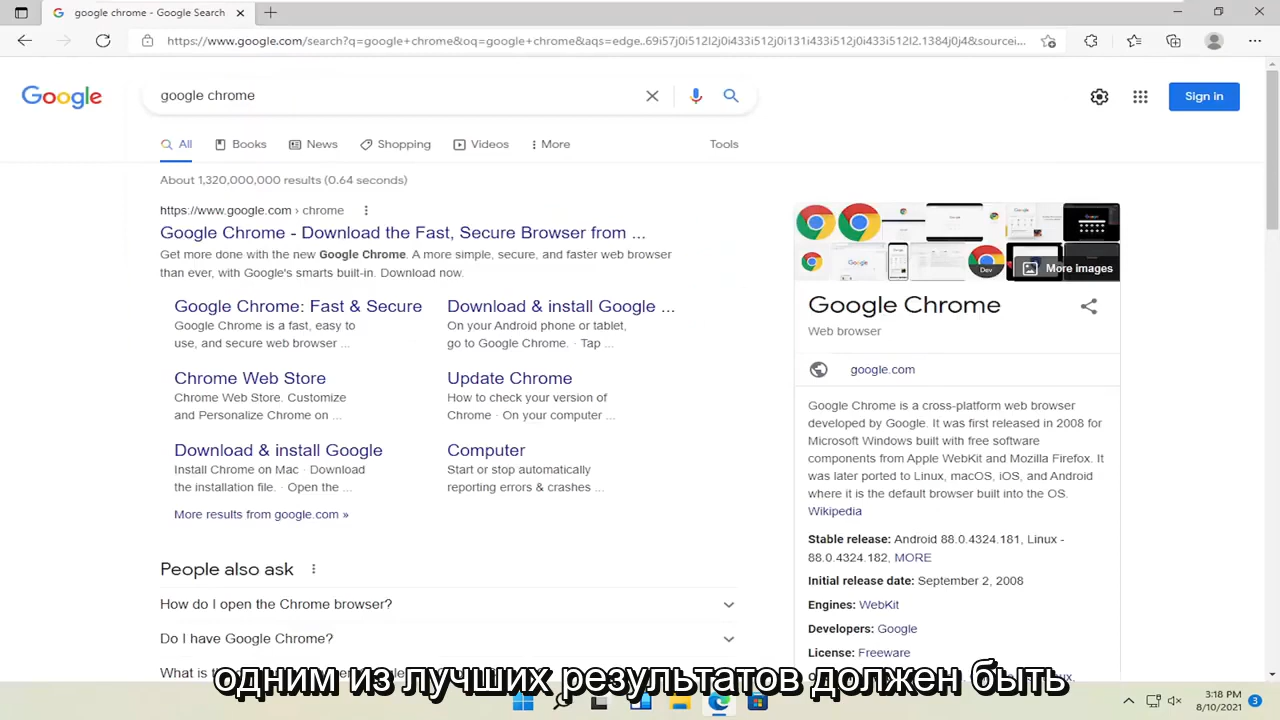 google chrome - Google Search
https://www.google.com/search?q=google+chrome&oq=google+chrome&aqs=edge..69i57j0i512l2j0i433i512j0i131i433i512j0i433i512l2.1384j0j4&sourcei...
Google
google chrome
Sign in
All
Books
News
Shopping
Videos
More
Tools
About 1,320,000,000 results (0.64 seconds)
https://www.google.com › chrome
Google Chrome - Download the Fast, Secure Browser from ...
Get more done with the new Google Chrome. A more simple, secure, and faster web browser
than ever, with Google's smarts built-in. Download now.
Google Chrome: Fast & Secure
Google Chrome is a fast, easy to
use, and secure web browser ...
Download & install Google ...
On your Android phone or tablet,
go to Google Chrome. · Tap ...
Chrome Web Store
Chrome Web Store. Customize
and Personalize Chrome on ...
Update Chrome
How to check your version of
Chrome · On your computer ...
Download & install Google
Install Chrome on Mac · Download
the installation file. · Open the ...
Computer
Start or stop automatically
reporting errors & crashes ...
More results from google.com »
People also ask
How do I open the Chrome browser?
Do I have Google Chrome?
What is th
Dev
More images
Google Chrome
Web browser
google.com
Google Chrome is a cross-platform web browser
developed by Google. It was first released in 2008 for
Microsoft Windows built with free software
components from Apple WebKit and Mozilla Firefox. It
was later ported to Linux, macOS, iOS, and Android
where it is the default browser built into the OS.
Wikipedia
Stable release: Android 88.0.4324.181, Linux -
88.0.4324.182, MORE
Initial release date: September 2, 2008
Engines: WebKit
Developers: Google
License: Freeware
одним из лучших результатов должен быть
3:18 PM
8/10/2021
3